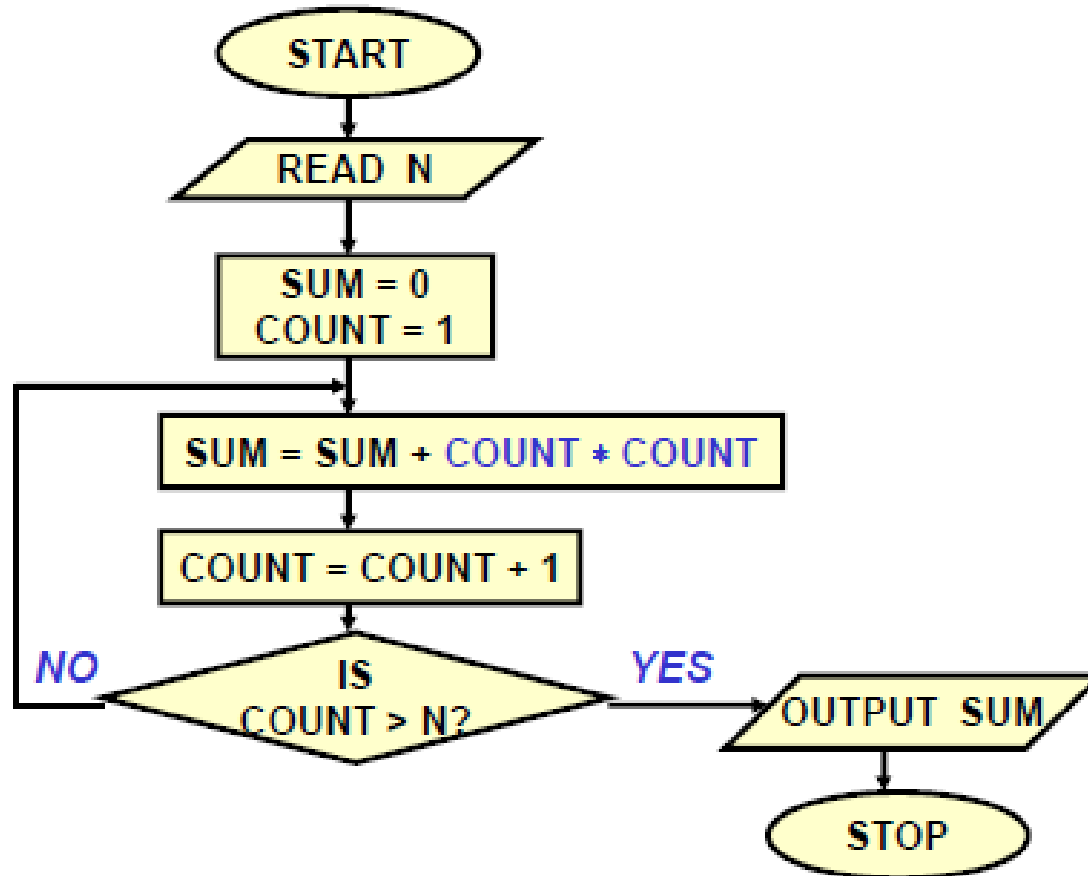 START
READ N
SUM = 0
COUNT = 1
SUM = SUM + COUNT * COUNT
COUNT = COUNT + 1
IS
COUNT > N?
NO
YES
OUTPUT SUM
STOP